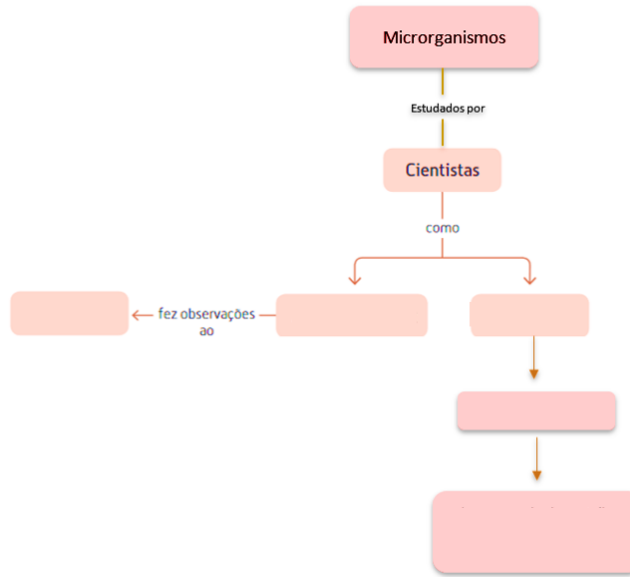 Microrganismos
Estudados por
Cientistas
como
fez observações
ao